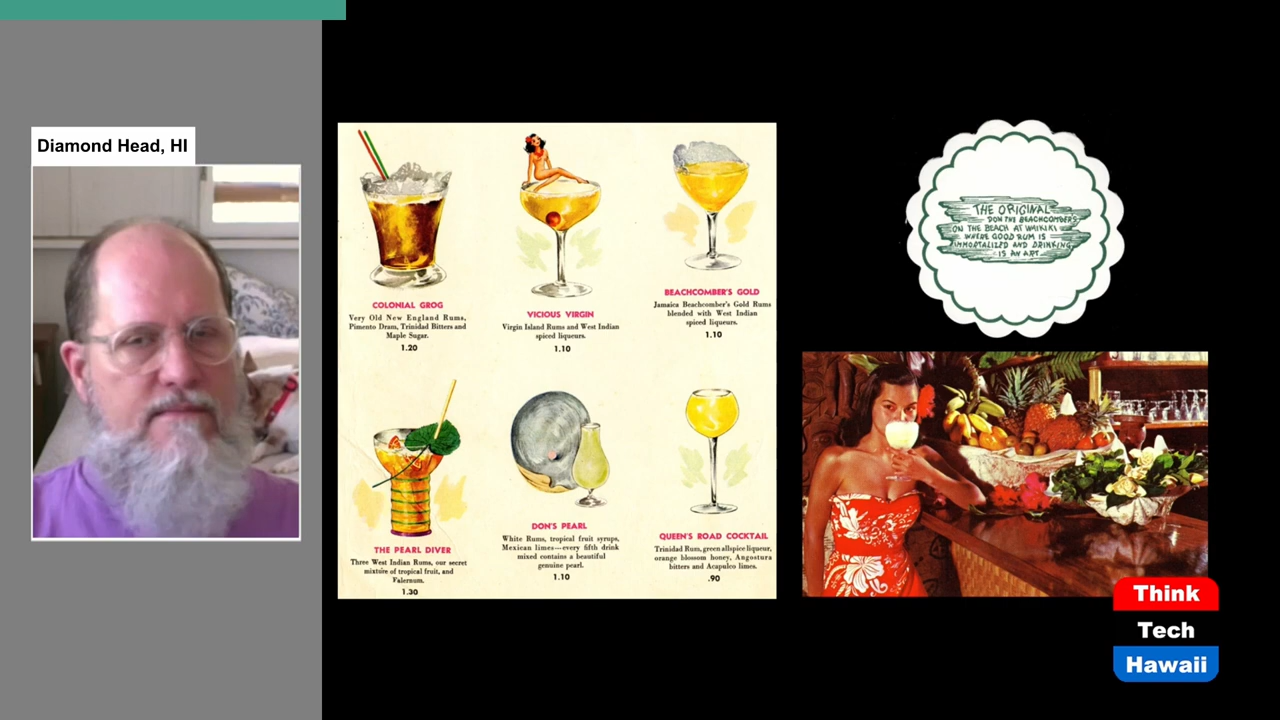 Diamond Head, HI
COLONIAL GROG
Very Old New England Rums,
Pimento Dram, Trinidad Bitters and
Maple Sugar.
1.20
VICIOUS VIRGIN
Virgin Island Rums and West Indian
spiced liqueurs.
1.10
BEACHCOMBER'S GOLD
Jamaica Beachcomber's Gold Rums
blended with West Indian
spiced liqueurs.
1.10
THE PEARL DIVER
Three West Indian Rums, our secret
mixture of tropical fruit, and
Valernum.
1.30
DON'S PEARL
White Rums, tropical fruit syrups,
Mexican limes—every fifth drink
mixed contains a beautiful
genuine pearl.
1.10
QUEEN'S ROAD COCKTAIL
Trinidad Rum, green allspice liqueur,
orange blossom honey, Angostura
bitters and Acapulco limes.
.90
THE ORIGINAL
DON THE BEACHCOMBERS
ON THE BEACH AT WAIKIKI
WHERE GOOD RUM IS
IMMORTALIZED AND DRINKING
IS AN ART
Think
Tech
Hawaii